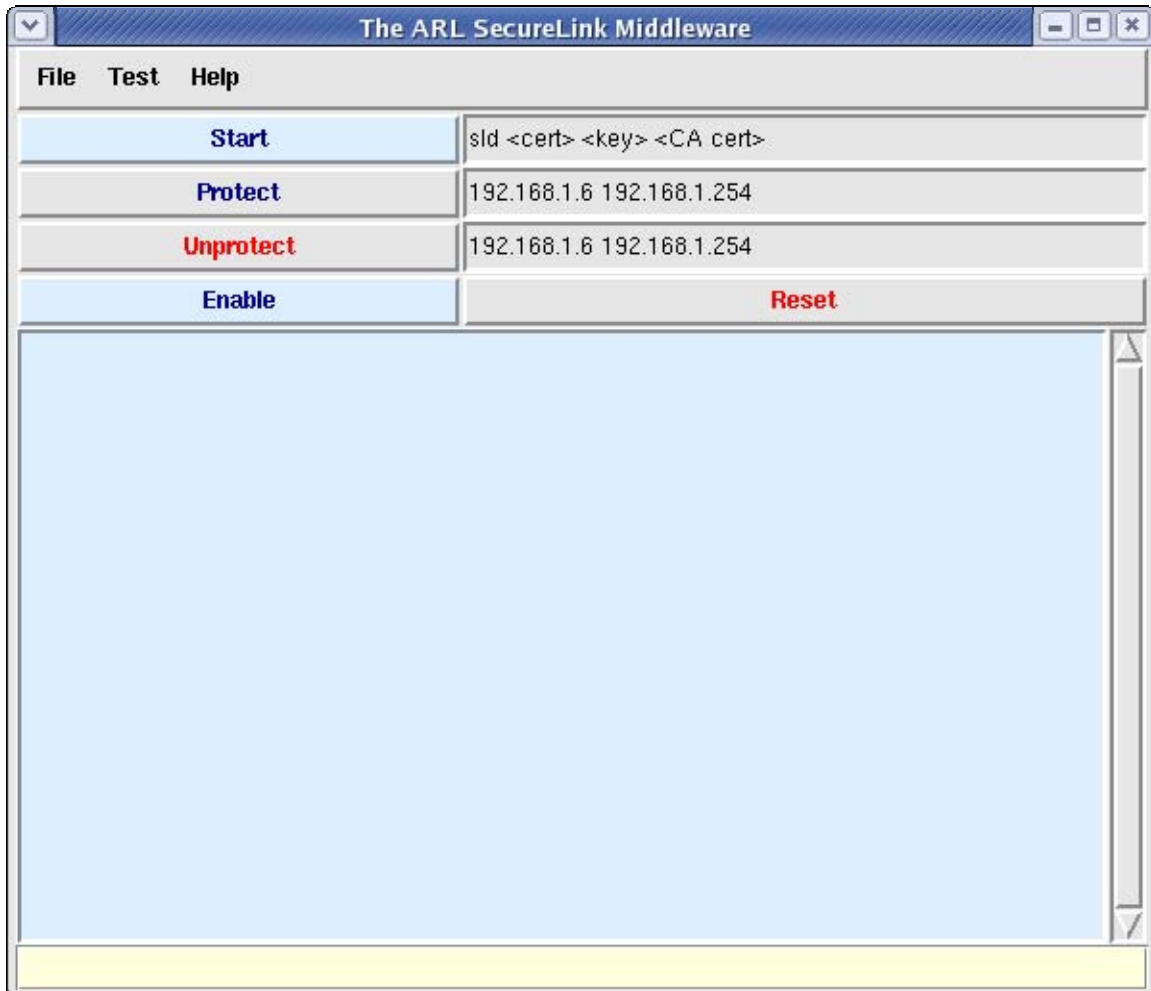 The ARL SecureLink Middleware
File Test Help
Start sld <cert> <key> <CA cert>
Protect 192.168.1.6 192.168.1.254
Unprotect 192.168.1.6 192.168.1.254
Enable Reset